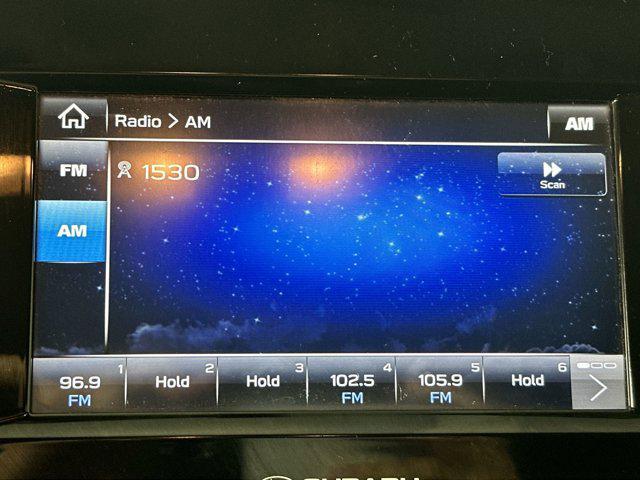 Radio > AM
AM
FM
1530
Scan
AM
1
96.9
FM
2
Hold
3
Hold
4
102.5
FM
5
105.9
FM
6
Hold
SUBARU